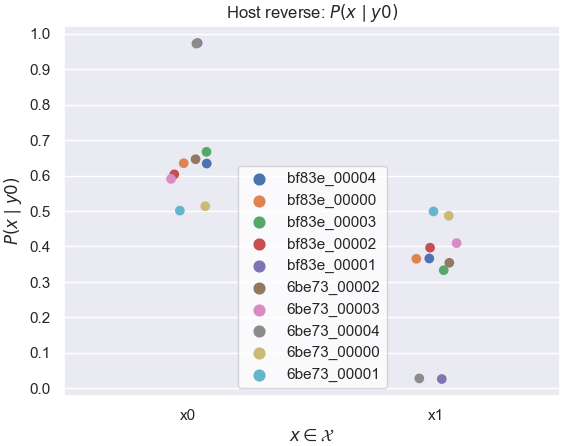 Host reverse: P(x | y0)
P(x | y0)
1.0
0.9
0.8
0.7
0.6
0.5
0.4
0.3
0.2
0.1
0.0
bf83e_00004
bf83e_00000
bf83e_00003
bf83e_00002
bf83e_00001
6be73_00002
6be73_00003
6be73_00004
6be73_00000
6be73_00001
x0 x1
x ∈ 𝒳